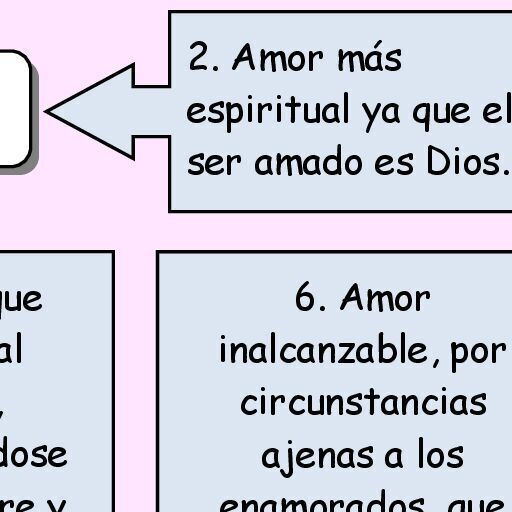 2. Amor más
espiritual ya que el
ser amado es Dios.
que
al
,
dose
re y
6. Amor
inalcanzable, por
circunstancias
ajenas a los
enamorados, que